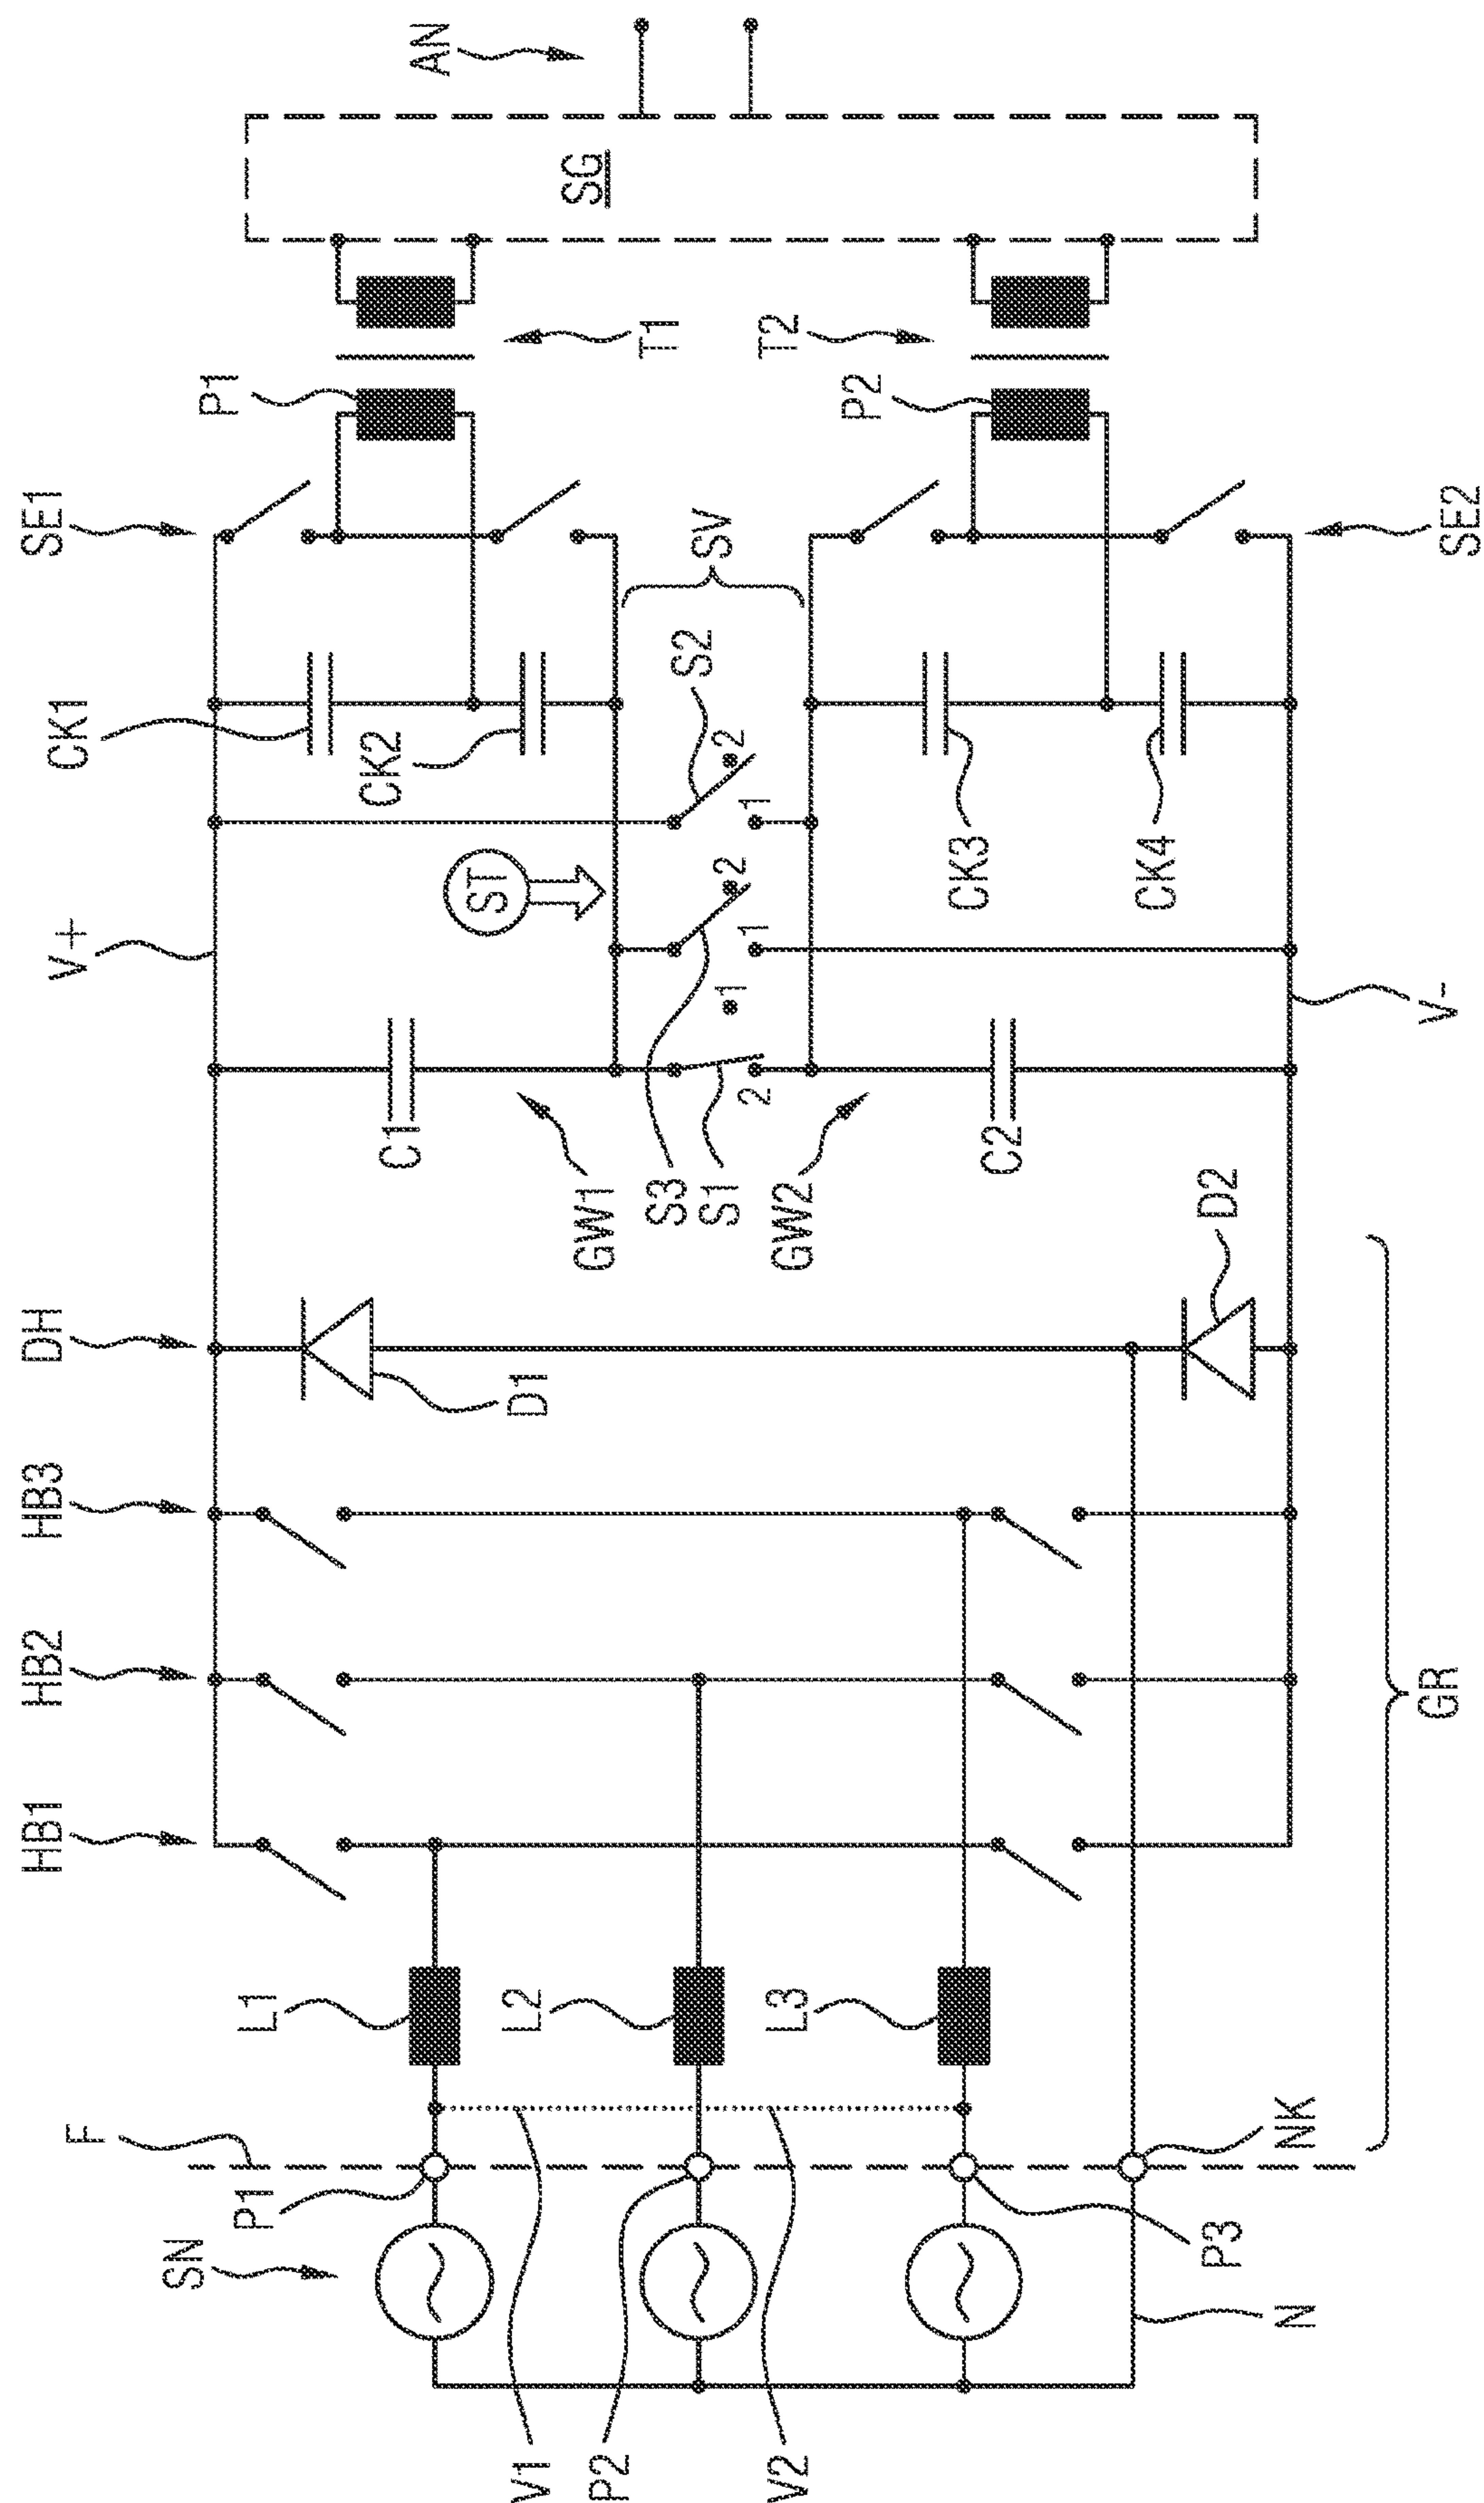 HB1
HB2
HB3
DH
V+
CK1
SE1
AN
SN
F
P1
L1
P1
D1
C1
ST
CK2
SG
GW1
1
2
1
2
1
2
S2
SV
T1
V1
P2
L2
S3
S1
V2
L3
GW2
T2
P2
C2
CK3
CK4
P3
N
NK
D2
GR
V-
SE2